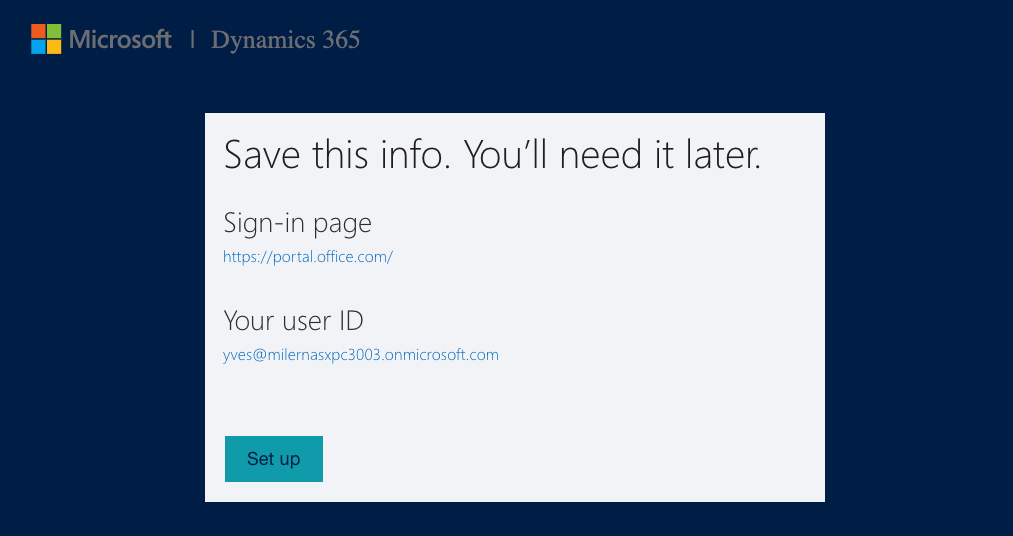 Microsoft | Dynamics 365
Save this info. You’ll need it later.
Sign-in page
https://portal.office.com/
Your user ID
yves@milernasxpc3003.onmicrosoft.com
Set up